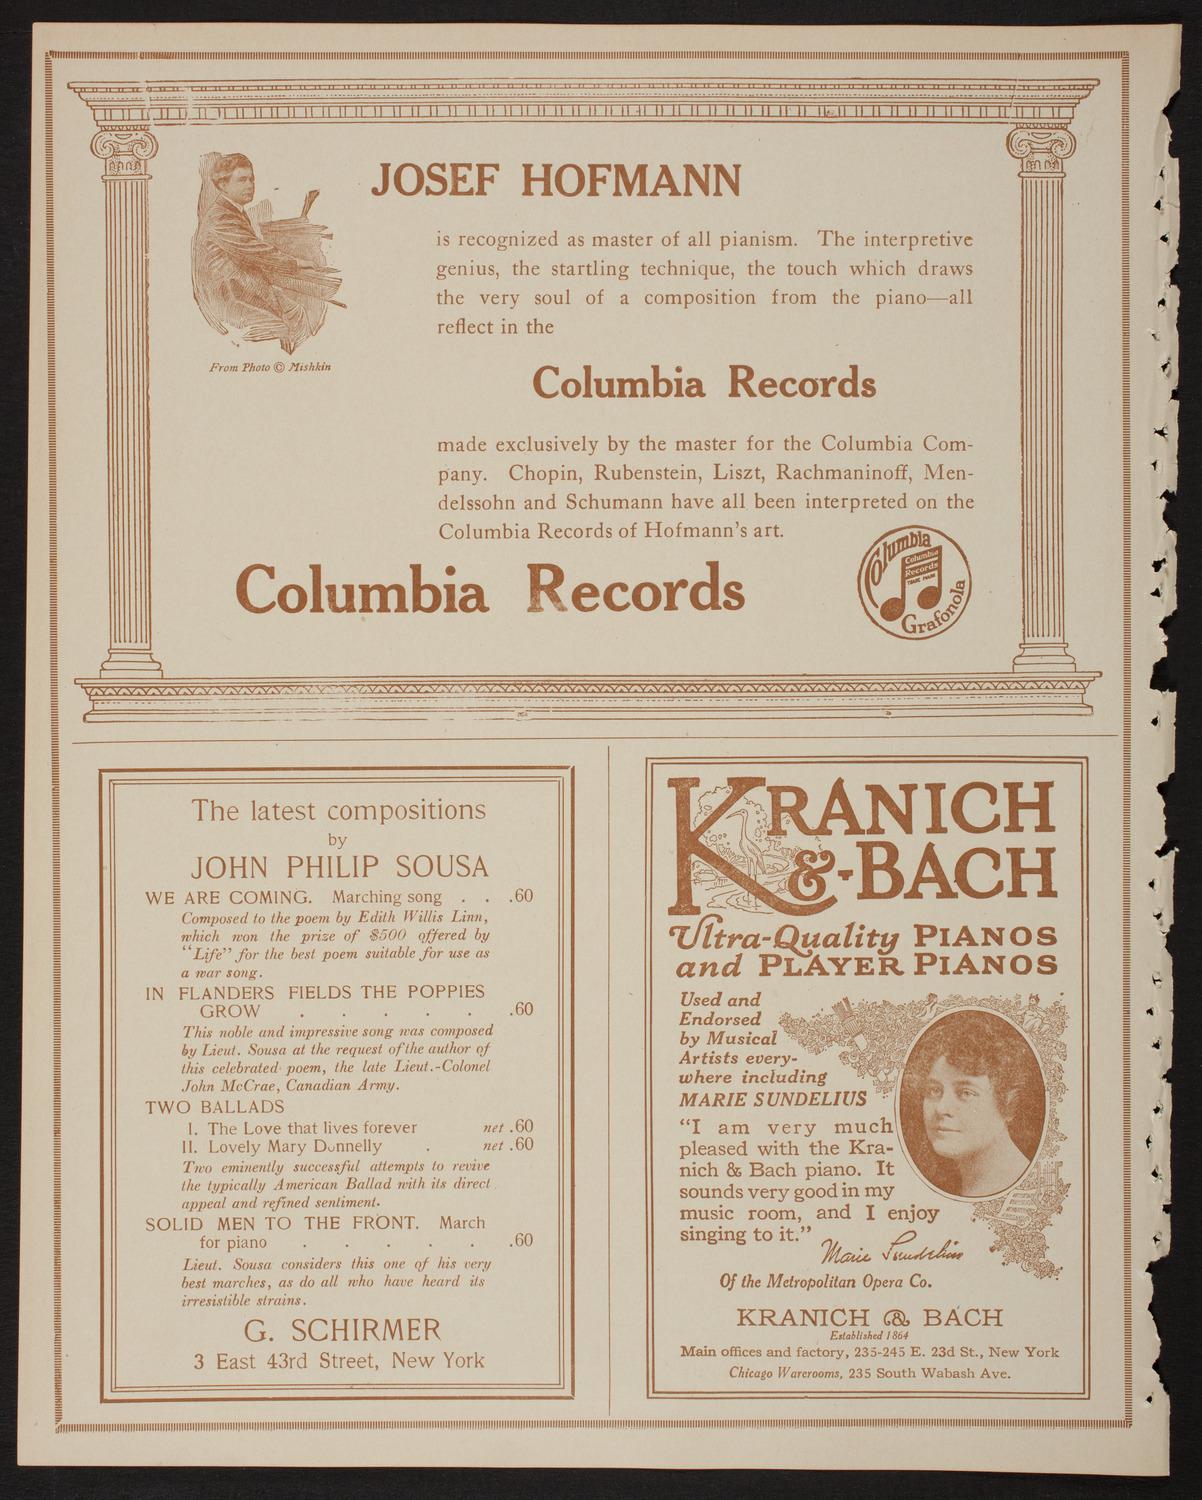 JOSEF HOFMANN
is recognized as master of all pianism. The interpretive
genius, the startling technique, the touch which draws
the very soul of a composition from the piano—all
reflect in the
From Photo © Mishkin
Columbia Records
made exclusively by the master for the Columbia Com-
pany. Chopin, Rubenstein, Liszt, Rachmaninoff, Men-
delssohn and Schumann have all been interpreted on the
Columbia Records of Hofmann's art.
Columbia Records
Columbia
Columbia
Records
TRADE MARK
Grafonola
The latest compositions
by
JOHN PHILIP SOUSA
WE ARE COMING. Marching song . . .60
Composed to the poem by Edith Willis Linn,
which won the prize of $500 offered by
"Life" for the best poem suitable for use as
a war song.
IN FLANDERS FIELDS THE POPPIES
GROW . . . . . .60
This noble and impressive song was composed
by Lieut. Sousa at the request of the author of
this celebrated poem, the late Lieut.-Colonel
John McCrae, Canadian Army.
TWO BALLADS
I. The Love that lives forever net .60
II. Lovely Mary Donnelly . net .60
Two eminently successful attempts to revive
the typically American Ballad with its direct
appeal and refined sentiment.
SOLID MEN TO THE FRONT. March
for piano . . . . . .60
Lieut. Sousa considers this one of his very
best marches, as do all who have heard its
irresistible strains.
G. SCHIRMER
3 East 43rd Street, New York
KRANICH
&-BACH
Ultra-Quality PIANOS
and PLAYER PIANOS
Used and
Endorsed
by Musical
Artists every-
where including
MARIE SUNDELIUS
"I am very much
pleased with the Kra-
nich & Bach piano. It
sounds very good in my
music room, and I enjoy
singing to it."
Marie Sundelius
Of the Metropolitan Opera Co.
KRANICH & BACH
Established 1864
Main offices and factory, 235-245 E. 23d St., New York
Chicago Warerooms, 235 South Wabash Ave.